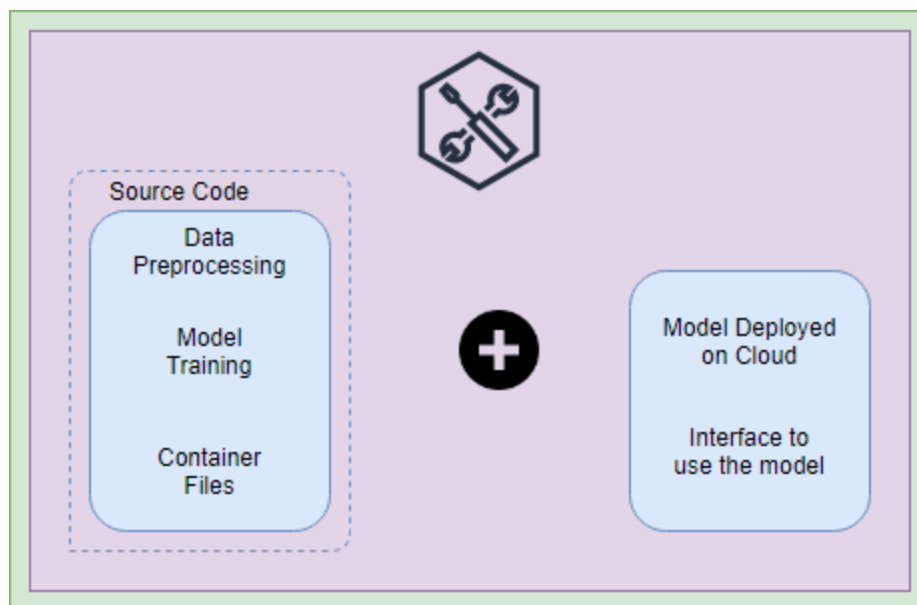 Source Code
Data
Preprocessing
Model
Training
Container
Files
Model Deployed
on Cloud
Interface to
use the model